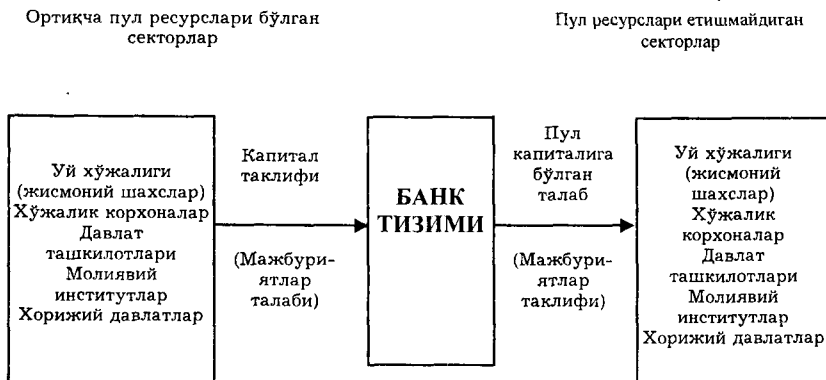 Ортиқча пул ресурслари бўлган
секторлар
Пул ресурслари етишмайдиган
секторлар
Уй хўжалиги
(жисмоний шахслар)
Хўжалик корхоналар
Давлат
ташкилотлари
Молиявий
институтлар
Хорижий давлатлар
Капитал
таклифи
(Мажбури-
ятлар
талаби)
БАНК
ТИЗИМИ
Пул
капиталига
бўлган
талаб
(Мажбури-
ятлар
таклифи)
Уй хўжалиги
(жисмоний
шахслар)
Хўжалик
корхоналар
Давлат
ташкилотлари
Молиявий
институтлар
Хорижий давлатлар